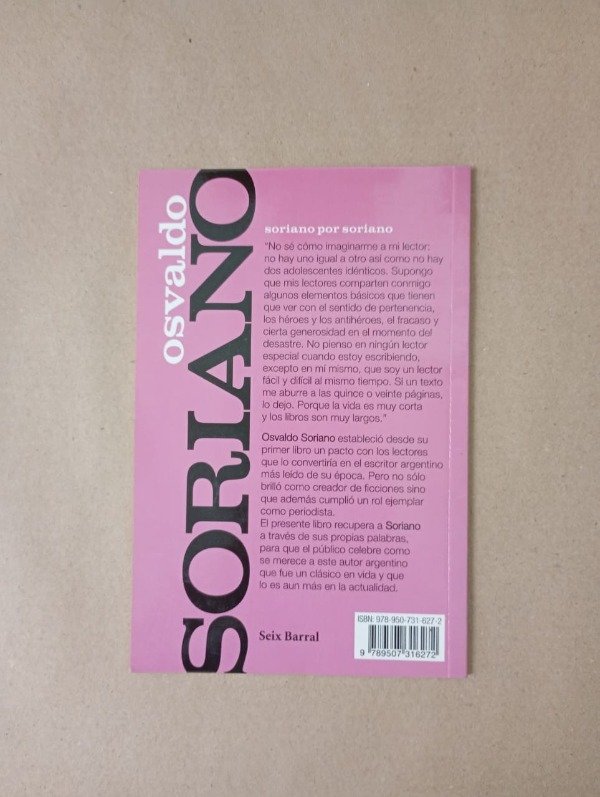 osvaldo
SORIANO
soriano por soriano
"No sé cómo imaginarme a mi lector:
no hay uno igual a otro así como no hay
dos adolescentes idénticos. Supongo
que mis lectores comparten conmigo
algunos elementos básicos que tienen
que ver con el sentido de pertenencia,
los héroes y los antihéroes, el fracaso y
cierta generosidad en el momento del
desastre. No pienso en ningún lector
especial cuando estoy escribiendo,
excepto en mí mismo, que soy un lector
fácil y difícil al mismo tiempo. Si un texto
me aburre a las quince o veinte páginas,
lo dejo. Porque la vida es muy corta
y los libros son muy largos."
Osvaldo Soriano estableció desde su
primer libro un pacto con los lectores
que lo convertiría en el escritor argentino
más leído de su época. Pero no sólo
brilló como creador de ficciones sino
que además cumplió un rol ejemplar
como periodista.
El presente libro recupera a Soriano
a través de sus propias palabras,
para que el público celebre como
se merece a este autor argentino
que fue un clásico en vida y que
lo es aun más en la actualidad.
Seix Barral
ISBN: 978-950-731-627-2
9 789507 316272